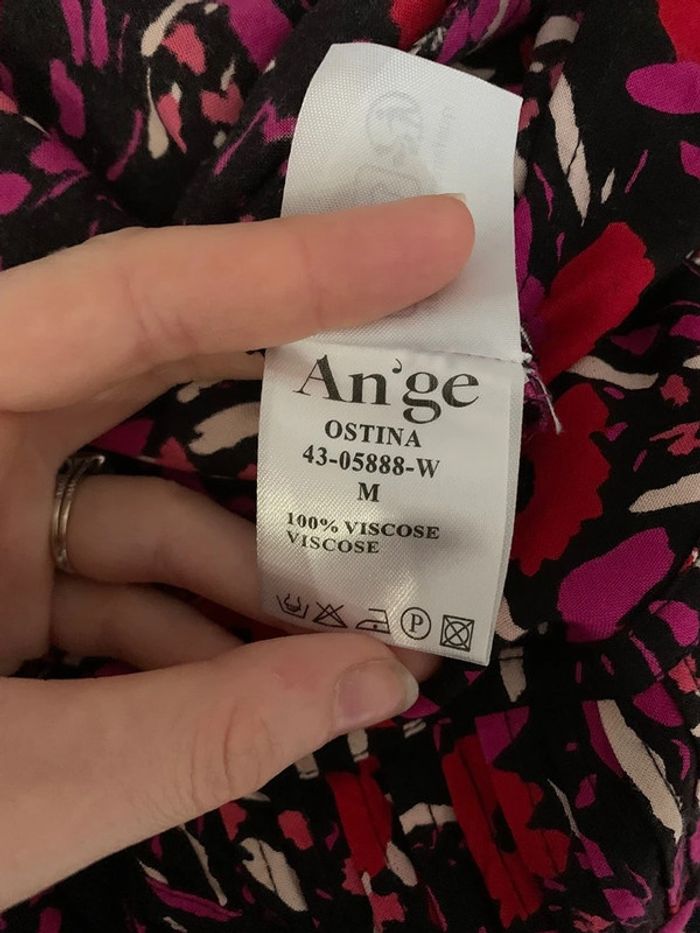 An'ge
OSTINA
43-05888-W
M
100% VISCOSE
VISCOSE
P